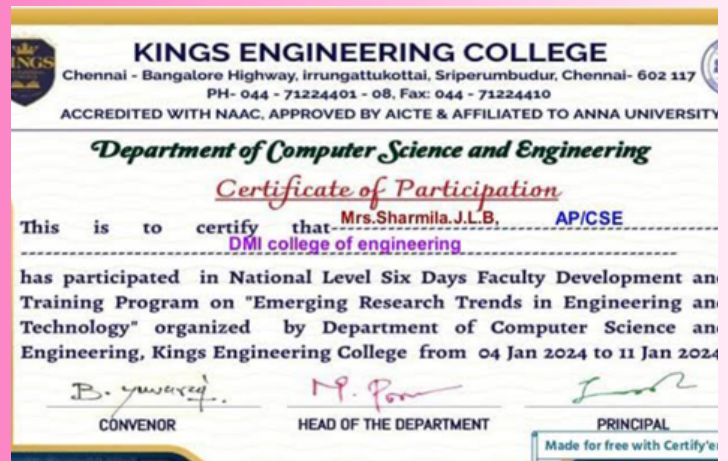 INGS
KINGS ENGINEERING COLLEGE
Chennai - Bangalore Highway, irrungattukottai, Sriperumbudur, Chennai- 602 117
PH- 044 - 71224401 - 08, Fax: 044 - 71224410
ACCREDITED WITH NAAC, APPROVED BY AICTE & AFFILIATED TO ANNA UNIVERSITY
Department of Computer Science and Engineering
Certificate of Participation
This is to certify that Mrs.Sharmila.J.L.B, AP/CSE
DMI college of engineering
has participated in National Level Six Days Faculty Development an
Training Program on "Emerging Research Trends in Engineering an
Technology" organized by Department of Computer Science an
Engineering, Kings Engineering College from 04 Jan 2024 to 11 Jan 2024
CONVENOR HEAD OF THE DEPARTMENT PRINCIPAL
Made for free with Certify'em